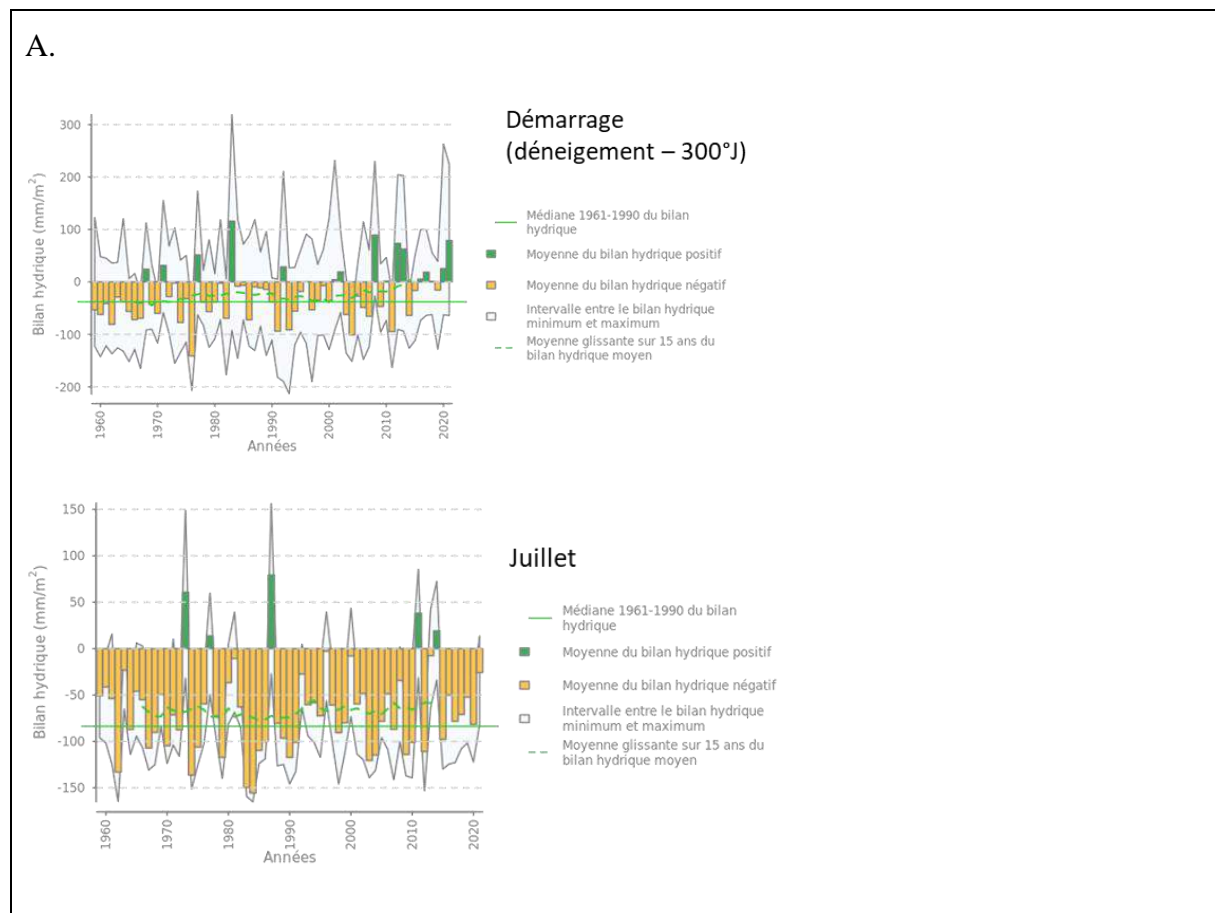 A.
Démarrage
(déneigement – 300°J)
Bilan hydrique (mm/m²)
300
200
100
0
-100
-200
1960
1970
1980
1990
2000
2010
2020
Années
Médiane 1961-1990 du bilan
hydrique
Moyenne du bilan hydrique positif
Moyenne du bilan hydrique négatif
Intervalle entre le bilan hydrique
minimum et maximum
Moyenne glissante sur 15 ans du
bilan hydrique moyen
Juillet
Bilan hydrique (mm/m²)
150
100
50
0
-50
-100
-150
1960
1970
1980
1990
2000
2010
2020
Années
Médiane 1961-1990 du bilan
hydrique
Moyenne du bilan hydrique positif
Moyenne du bilan hydrique négatif
Intervalle entre le bilan hydrique
minimum et maximum
Moyenne glissante sur 15 ans du
bilan hydrique moyen